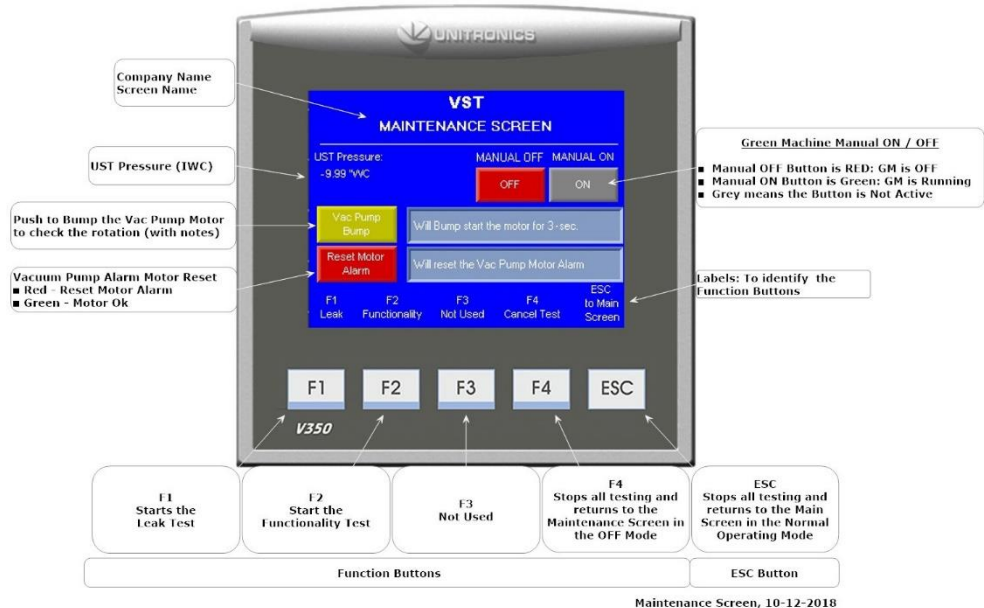 UNITRONICS
Company Name
Screen Name
VST
MAINTENANCE SCREEN
UST Pressure (IWC)
UST Pressure:
-9.99 "WC
MANUAL OFF MANUAL ON
OFF
ON
Green Machine Manual ON / OFF
▪ Manual OFF Button is RED: GM is OFF
▪ Manual ON Button is Green: GM is Running
▪ Grey means the Button is Not Active
Push to Bump the Vac Pump Motor
to check the rotation (with notes)
Vac Pump
Bump
Will Bump start the motor for 3-sec.
Vacuum Pump Alarm Motor Reset
▪ Red - Reset Motor Alarm
▪ Green - Motor Ok
Reset Motor
Alarm
Will reset the Vac Pump Motor Alarm
Labels: To identify the
Function Buttons
F1
Leak
F2
Functionality
F3
Not Used
F4
Cancel Test
ESC
to Main
Screen
F1
F2
F3
F4
ESC
V350
F1
Starts the
Leak Test
F2
Start the
Functionality Test
F3
Not Used
F4
Stops all testing and
returns to the
Maintenance Screen in
the OFF Mode
ESC
Stops all testing and
returns to the Main
Screen in the Normal
Operating Mode
Function Buttons
ESC Button
Maintenance Screen, 10-12-2018